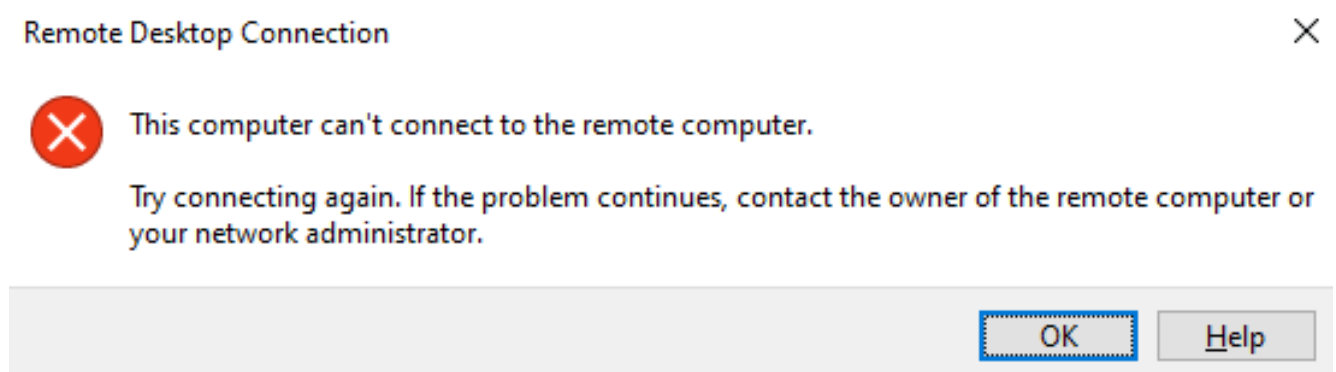 Remote Desktop Connection
This computer can't connect to the remote computer.
Try connecting again. If the problem continues, contact the owner of the remote computer or
your network administrator.
OK
Help